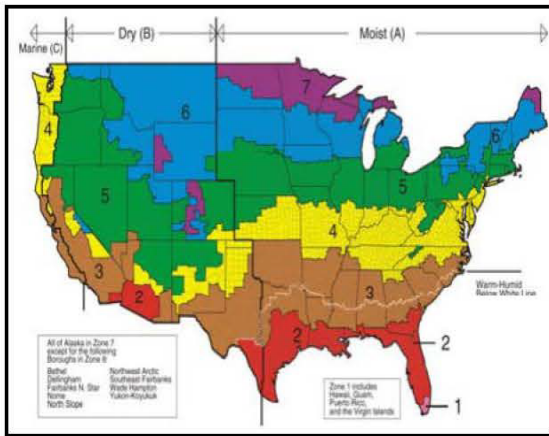 Marine (C)
Dry (B)
Moist (A)
7
6
6
4
5
5
4
3
3
2
2
Warm-Humid
Below White Line
2
1
All of Alaska in Zone 7
except for the following
Boroughs in Zone 8:
Bethel Northwest Arctic
Dellingham Southeast Fairbanks
Fairbanks N. Star Wade Hampton
Nome Yukon-Koyukuk
North Slope
Zone 1 includes
Hawaii, Guam,
Puerto Rico,
and the Virgin Islands